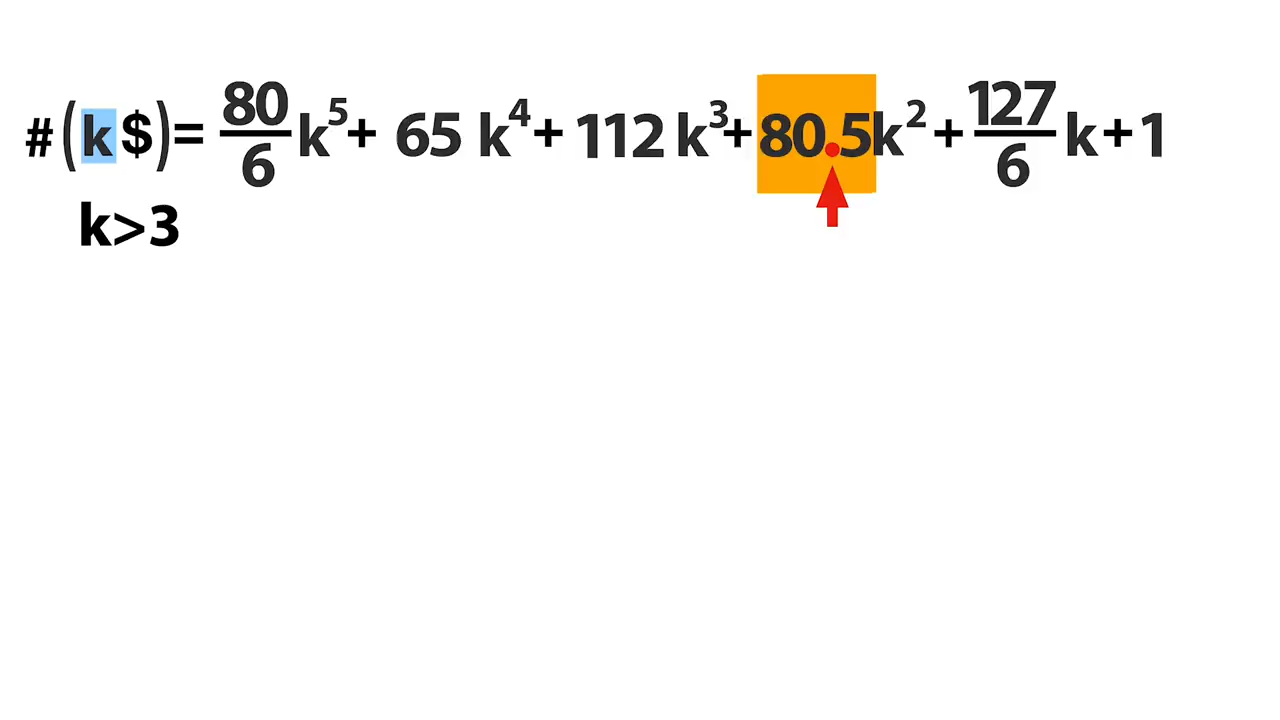 #(k$)= 80/6 k⁵+ 65 k⁴+ 112 k³+ 80.5k² + 127/6 k+1
k>3